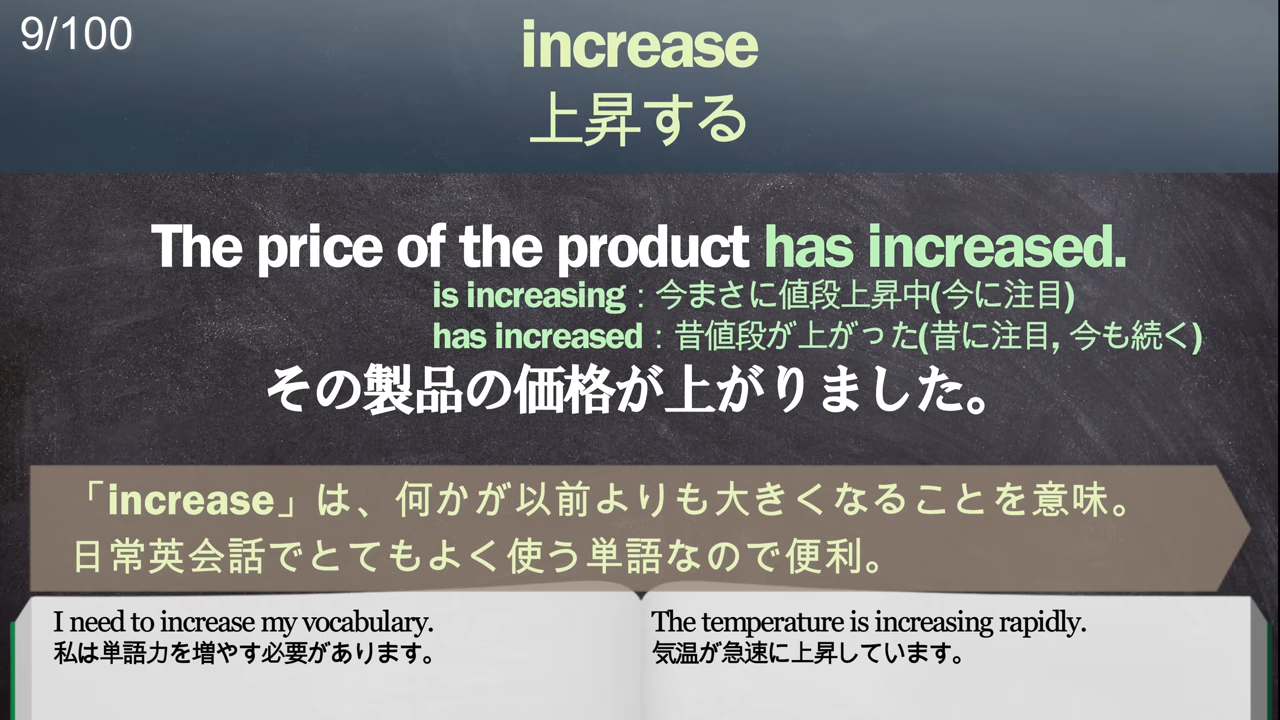 9/100
increase
上昇する
The price of the product has increased.
is increasing：今まさに値段上昇中(今に注目)
has increased：昔値段が上がった(昔に注目, 今も続く)
その製品の価格が上がりました。
「increase」は、何かが以前よりも大きくなることを意味。
日常英会話でとてもよく使う単語なので便利。
I need to increase my vocabulary.
私は単語力を増やす必要があります。
The temperature is increasing rapidly.
気温が急速に上昇しています。